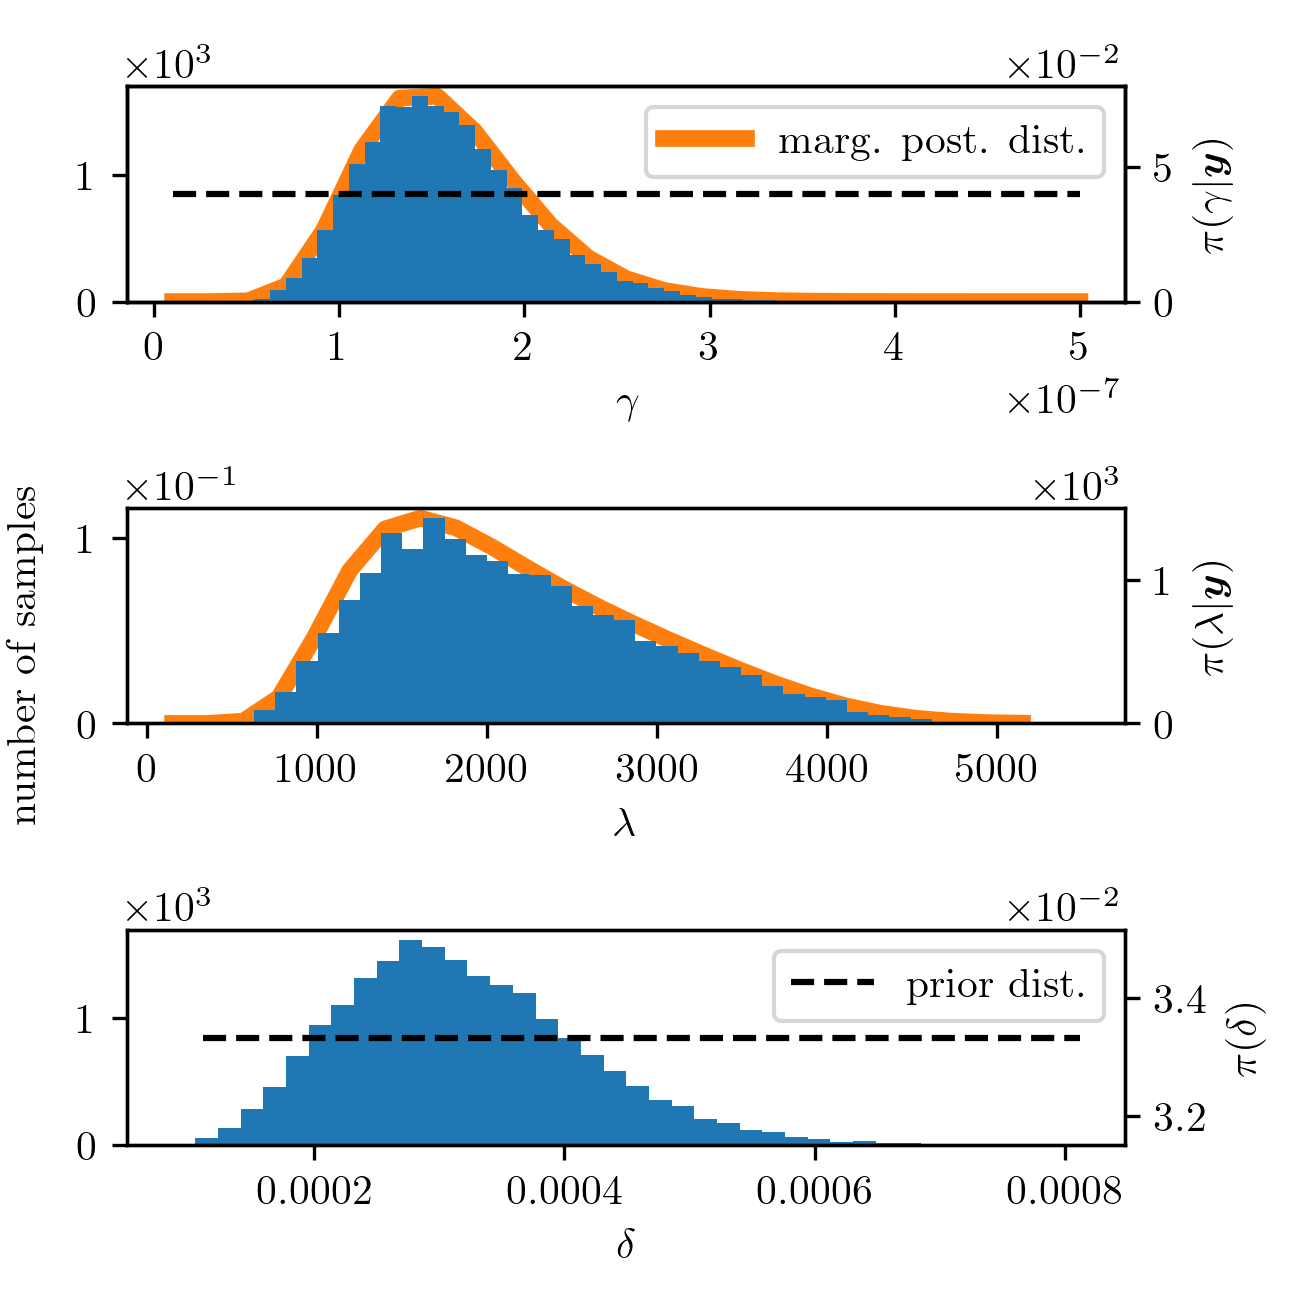 ×10³ ×10⁻²
marg. post. dist.
1 5
0 0
π(γ|y)
0 1 2 3 4 5
γ ×10⁻⁷
number of samples
×10⁻¹ ×10³
1 1
0 0
π(λ|y)
0 1000 2000 3000 4000 5000
λ
×10³ ×10⁻²
prior dist.
1 3.4
0 3.2
π(δ)
0.0002 0.0004 0.0006 0.0008
δ